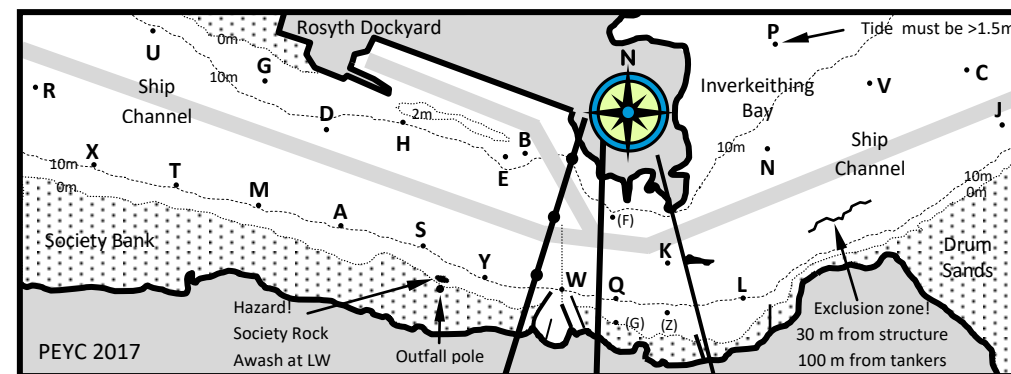 Rosyth Dockyard
P
Tide must be >1.5m
U
0m
G
10m
N
R
Ship
Channel
Inverkeithing
Bay
V
C
J
2m
D
H
B
E
10m
N
Ship
Channel
X
10m
0m
T
M
A
S
Y
(F)
K
W
Q
L
(G)
(Z)
10m
0m
Drum
Sands
Society Bank
Hazard!
Society Rock
Awash at LW
Outfall pole
Exclusion zone!
30 m from structure
100 m from tankers
PEYC 2017